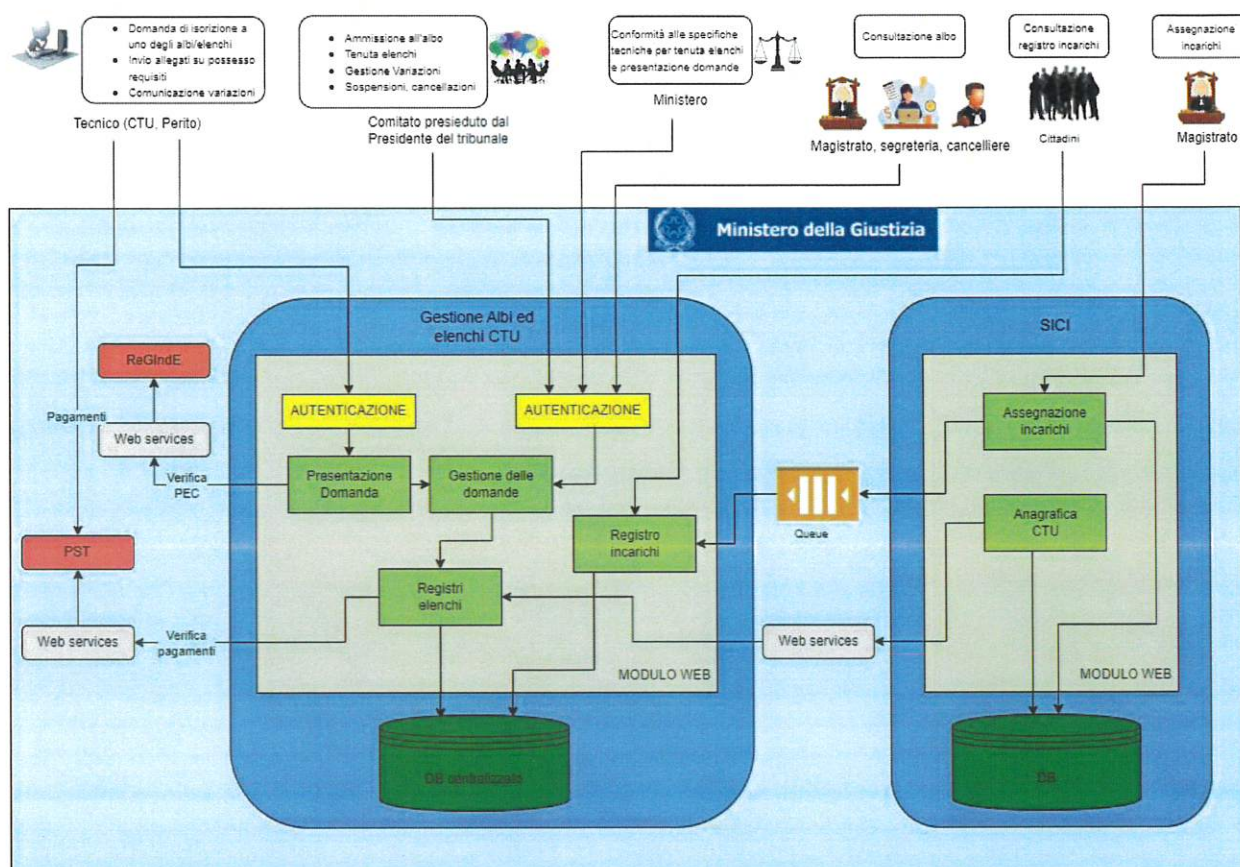 Domanda di iscrizione a
uno degli albi/elenchi
Invio allegati su possesso
requisiti
Comunicazione variazioni
Tecnico (CTU, Perito)
Ammissione all'albo
Tenuta elenchi
Gestione Variazioni
Sospensioni, cancellazioni
Comitato presieduto dal
Presidente del tribunale
Conformità alle specifiche
tecniche per tenuta elenchi
e presentazione domande
Ministero
Consultazione albo
Magistrato, segreteria, cancelliere
Consultazione
registro incarichi
Cittadini
Assegnazione
incarichi
Magistrato
Ministero della Giustizia
Gestione Albi ed
elenchi CTU
SICI
ReGIndE
Pagamenti
Web services
Verifica
PEC
AUTENTICAZIONE
AUTENTICAZIONE
Presentazione
Domanda
Gestione delle
domande
Registro
incarichi
Queue
Assegnazione
incarichi
Anagrafica
CTU
PST
Registri
elenchi
Web services
Verifica
pagamenti
Web services
MODULO WEB
MODULO WEB
DB centralizzato
DB